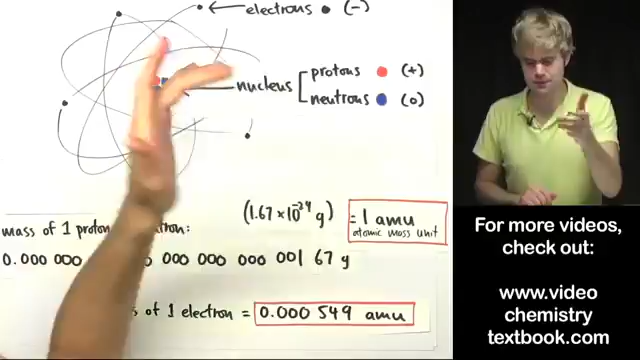 electrons • (-)
nucleus
protons • (+)
neutrons • (0)
(1.67 × 10⁻²⁴ g) = 1 amu
atomic mass unit
mass of 1 proton
0.000 000 000 000 000 001 67 g
of 1 electron = 0.000 549 amu
For more videos,
check out:
www.video
chemistry
textbook.com